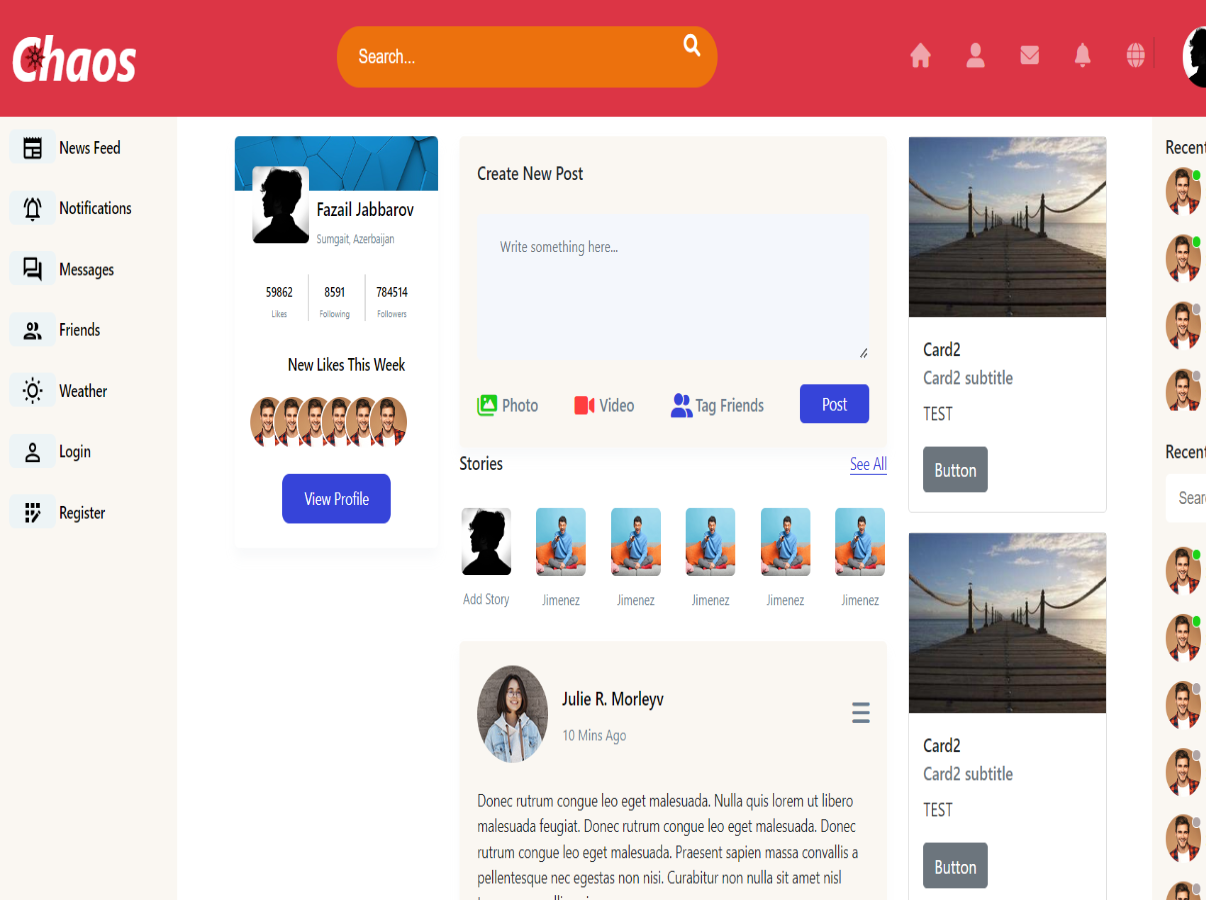 Chaos
Search...
News Feed
Notifications
Messages
Friends
Weather
Login
Register
Fazail Jabbarov
Sumgait, Azerbaijan
59862
Likes
8591
Following
784514
Followers
New Likes This Week
View Profile
Create New Post
Write something here...
Photo
Video
Tag Friends
Post
Stories
See All
Add Story
Jimenez
Jimenez
Jimenez
Jimenez
Jimenez
Julie R. Morleyv
10 Mins Ago
Donec rutrum congue leo eget malesuada. Nulla quis lorem ut libero
malesuada feugiat. Donec rutrum congue leo eget malesuada. Donec
rutrum congue leo eget malesuada. Praesent sapien massa convallis a
pellentesque nec egestas non nisi. Curabitur non nulla sit amet nisl
Card2
Card2 subtitle
TEST
Button
Card2
Card2 subtitle
TEST
Button
Recent
Recent
Sear